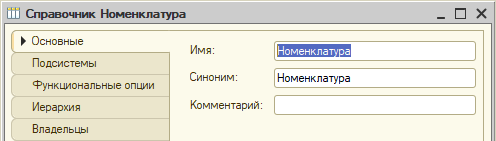 Справочник Номенклатура
Основные
Подсистемы
Функциональные опции
Иерархия
Владельцы
Имя: Номенклатура
Синоним: Номенклатура
Комментарий: